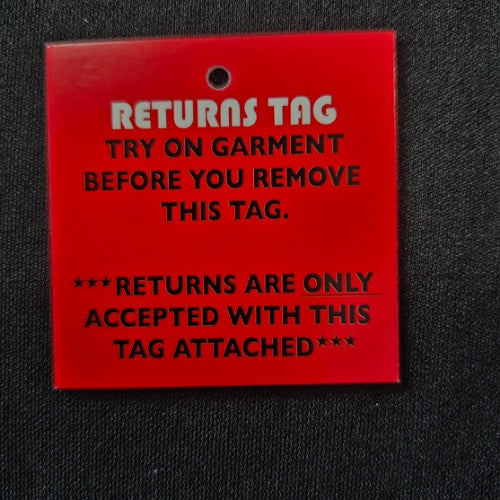 RETURNS TAG
TRY ON GARMENT
BEFORE YOU REMOVE
THIS TAG.
***RETURNS ARE ONLY
ACCEPTED WITH THIS
TAG ATTACHED***